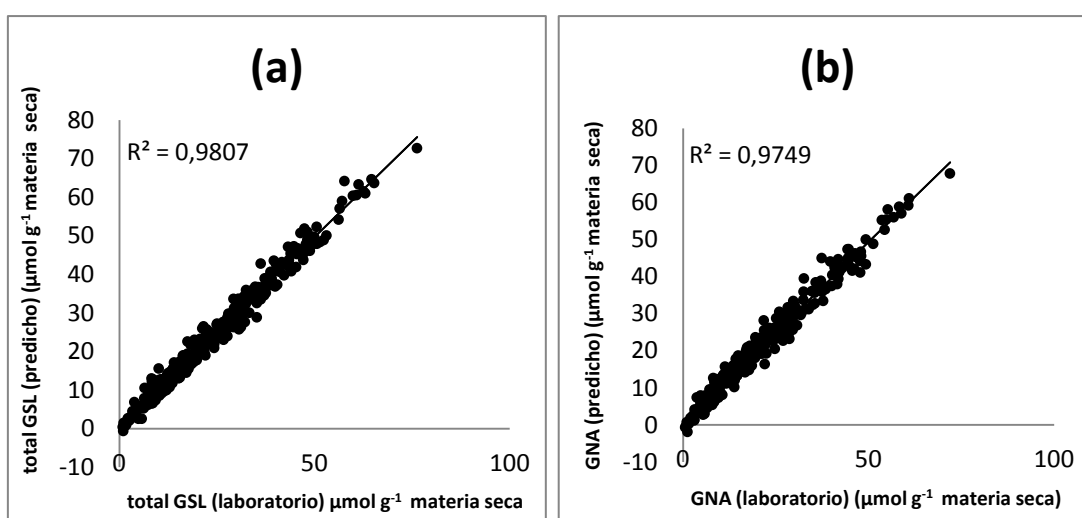 (a)
total GSL (predicho) (µmol g-1 materia seca)
80
70
60
50
40
30
20
10
0
-10
R² = 0,9807
0 50 100
total GSL (laboratorio) µmol g-1 materia seca
(b)
GNA (predicho) (µmol g-1 materia seca)
80
70
60
50
40
30
20
10
0
-10
R² = 0,9749
0 50 100
GNA (laboratorio) (µmol g-1 materia seca)